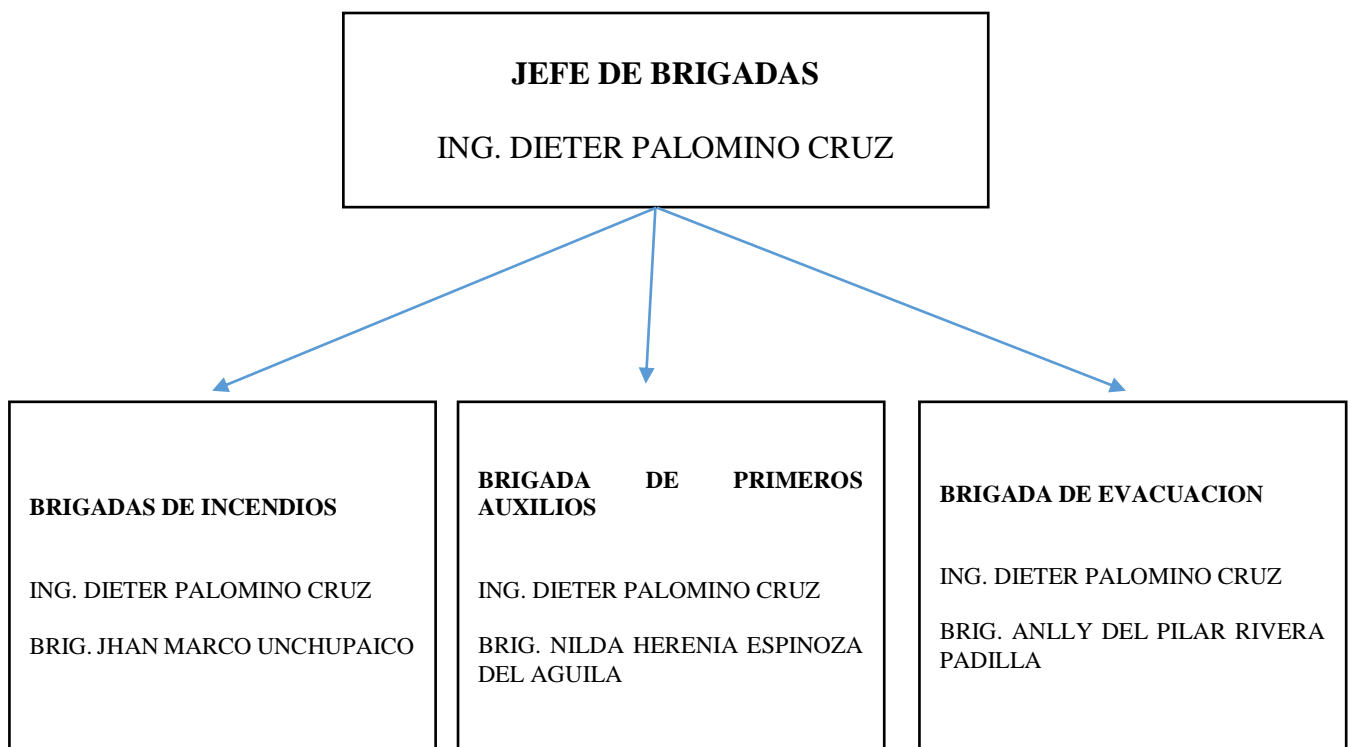 JEFE DE BRIGADAS
ING. DIETER PALOMINO CRUZ
BRIGADAS DE INCENDIOS
ING. DIETER PALOMINO CRUZ
BRIG. JHAN MARCO UNCHUPAICO
BRIGADA DE PRIMEROS
AUXILIOS
ING. DIETER PALOMINO CRUZ
BRIG. NILDA HERENIA ESPINOZA
DEL AGUILA
BRIGADA DE EVACUACION
ING. DIETER PALOMINO CRUZ
BRIG. ANLLY DEL PILAR RIVERA
PADILLA